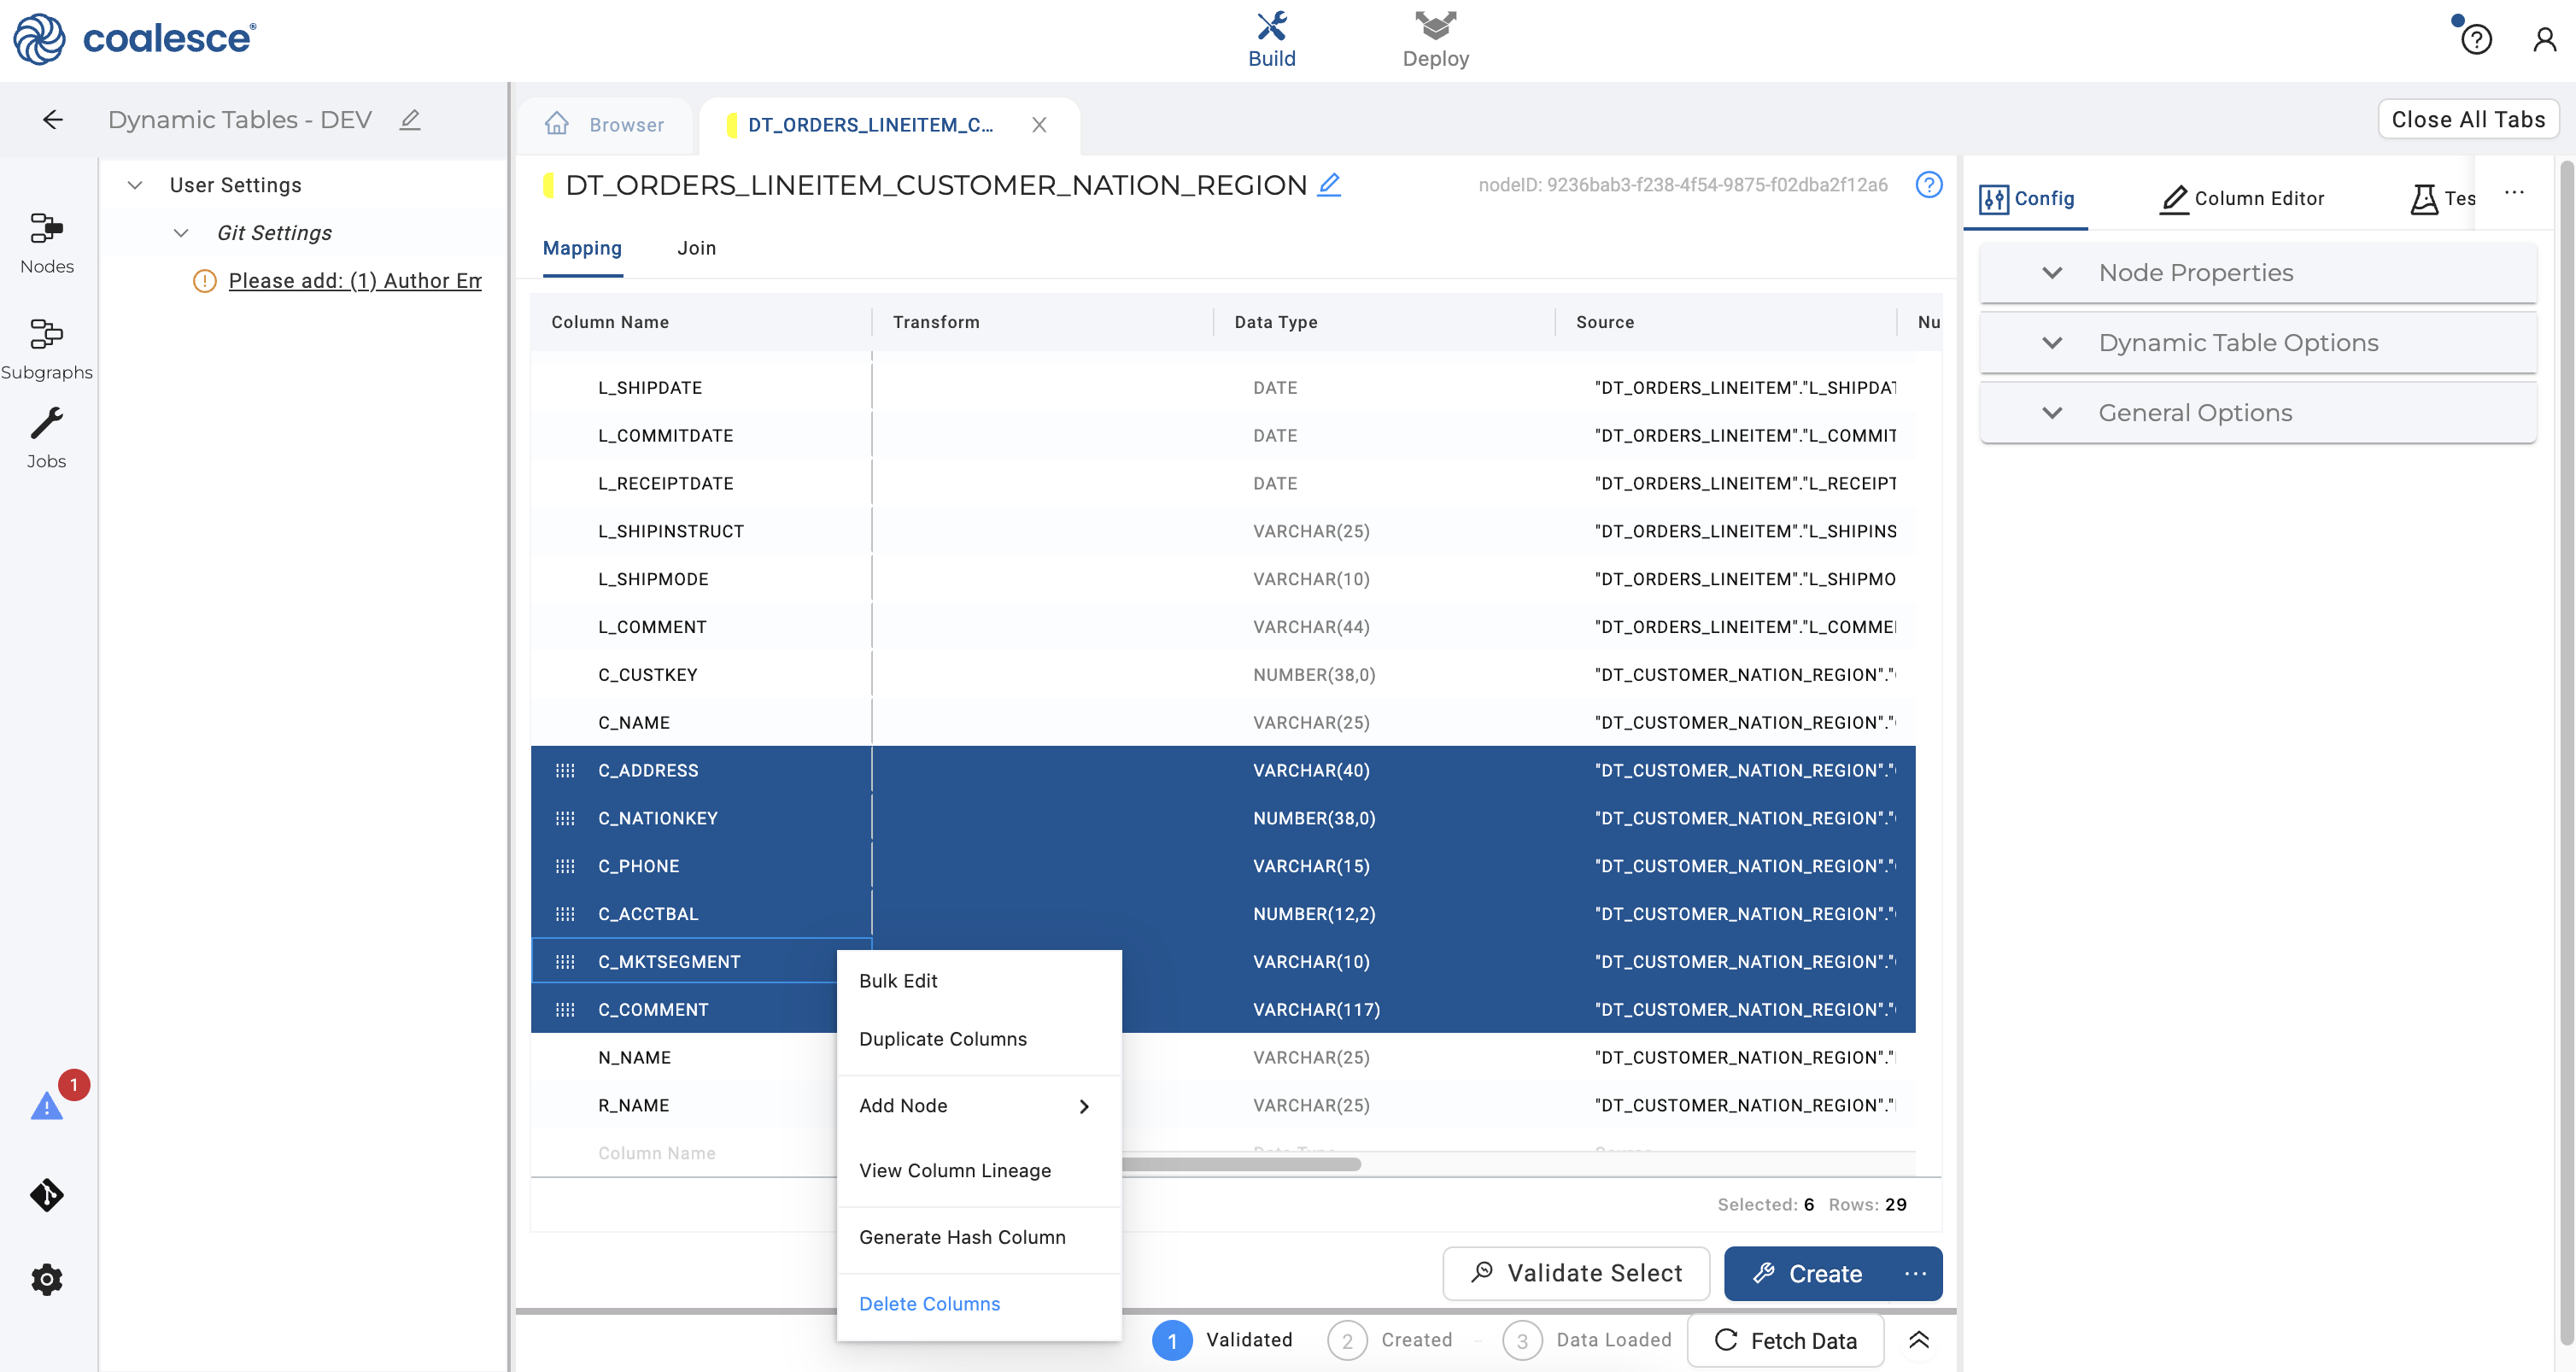 coalesce®
Build
Deploy
Dynamic Tables - DEV
Browser
DT_ORDERS_LINEITEM_C...
Close All Tabs
Nodes
Subgraphs
Jobs
1
User Settings
Git Settings
Please add: (1) Author Em
DT_ORDERS_LINEITEM_CUSTOMER_NATION_REGION
nodeID: 9236bab3-f238-4f54-9875-f02dba2f12a6
Mapping Join
Column Name Transform Data Type Source Nu
L_SHIPDATE DATE "DT_ORDERS_LINEITEM"."L_SHIPDAT
L_COMMITDATE DATE "DT_ORDERS_LINEITEM"."L_COMMIT
L_RECEIPTDATE DATE "DT_ORDERS_LINEITEM"."L_RECEIPT
L_SHIPINSTRUCT VARCHAR(25) "DT_ORDERS_LINEITEM"."L_SHIPINS
L_SHIPMODE VARCHAR(10) "DT_ORDERS_LINEITEM"."L_SHIPMO
L_COMMENT VARCHAR(44) "DT_ORDERS_LINEITEM"."L_COMME
C_CUSTKEY NUMBER(38,0) "DT_CUSTOMER_NATION_REGION"."
C_NAME VARCHAR(25) "DT_CUSTOMER_NATION_REGION"."
C_ADDRESS VARCHAR(40) "DT_CUSTOMER_NATION_REGION"."
C_NATIONKEY NUMBER(38,0) "DT_CUSTOMER_NATION_REGION"."
C_PHONE VARCHAR(15) "DT_CUSTOMER_NATION_REGION"."
C_ACCTBAL NUMBER(12,2) "DT_CUSTOMER_NATION_REGION"."
C_MKTSEGMENT VARCHAR(10) "DT_CUSTOMER_NATION_REGION"."
C_COMMENT VARCHAR(117) "DT_CUSTOMER_NATION_REGION"."
N_NAME VARCHAR(25) "DT_CUSTOMER_NATION_REGION"."
R_NAME VARCHAR(25) "DT_CUSTOMER_NATION_REGION"."
Column Name Data Type Source
Bulk Edit
Duplicate Columns
Add Node
View Column Lineage
Generate Hash Column
Delete Columns
Selected: 6 Rows: 29
Validate Select
Create ...
1 Validated
2 Created
3 Data Loaded
Fetch Data
Config
Column Editor
Tes
...
Node Properties
Dynamic Table Options
General Options